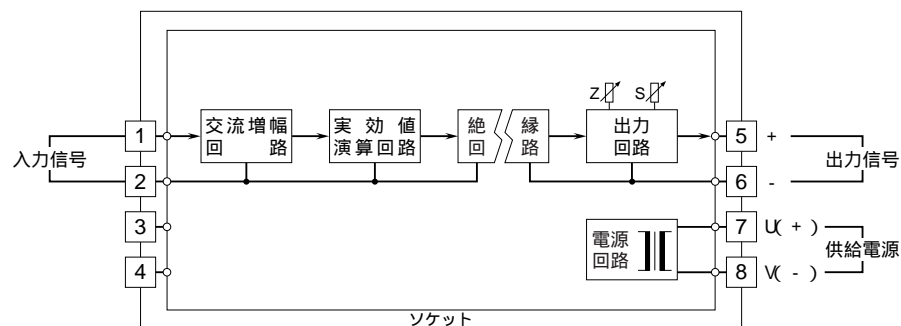 Z S
交流増幅
回路
実効値
演算回路
絶縁
回路
出力
回路
1
2
3
4
入力信号
5 +
6 -
7 U( + )
8 V( - )
出力信号
供給電源
電源
回路
ソケット